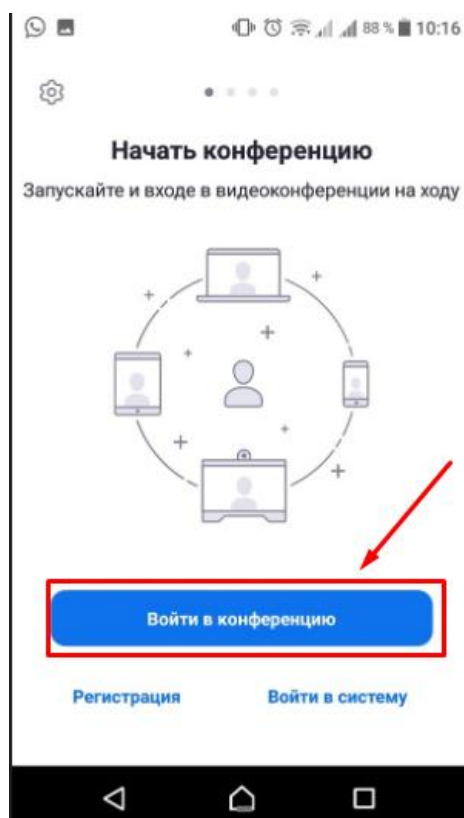 88 % 10:16
Начать конференцию
Запускайте и входе в видеоконференции на ходу
Войти в конференцию
Регистрация Войти в систему